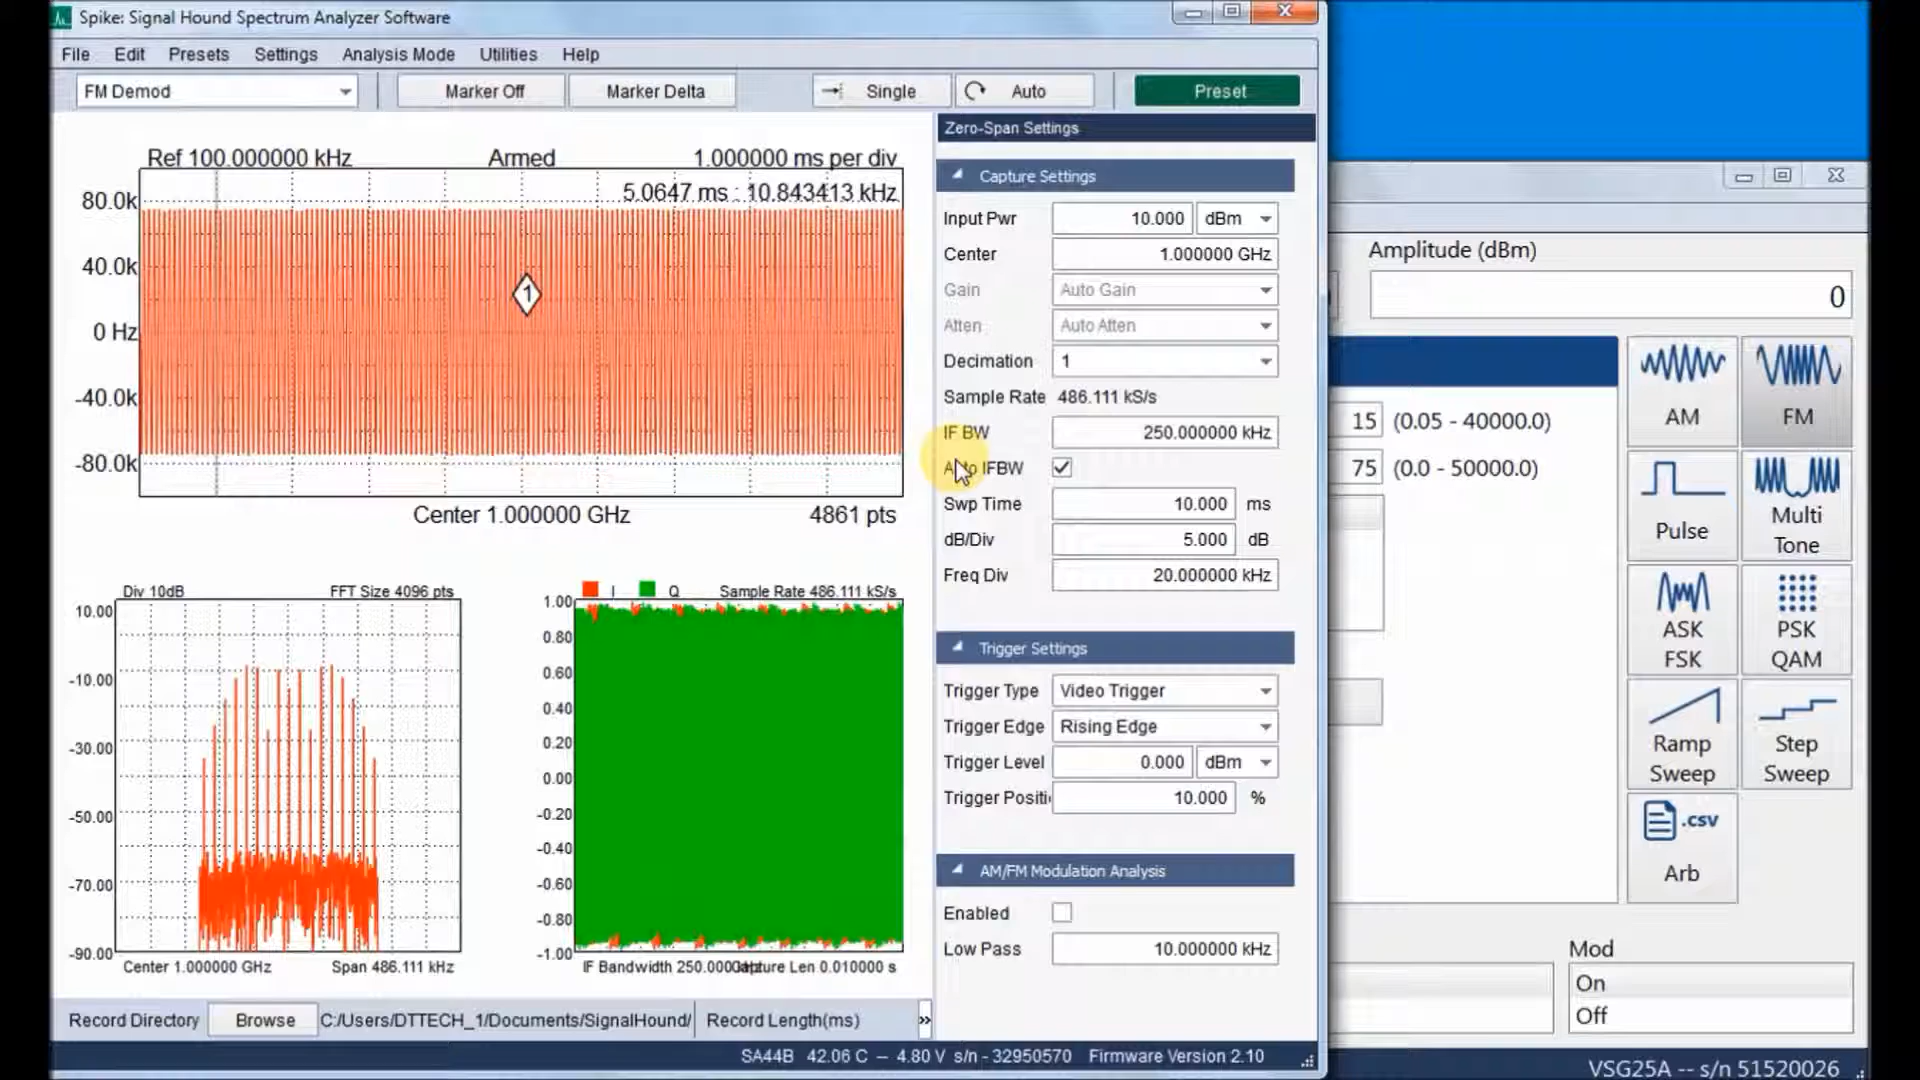 Spike: Signal Hound Spectrum Analyzer Software
File Edit Presets Settings Analysis Mode Utilities Help
FM Demod Marker Off Marker Delta Single Auto Preset
Ref 100.000000 kHz Armed 1.000000 ms per div
5.0647 ms : 10.843413 kHz
80.0k
40.0k
1
0 Hz
-40.0k
-80.0k
Center 1.000000 GHz 4861 pts
Div 10dB FFT Size 4096 pts
10.00
-10.00
-30.00
-50.00
-70.00
-90.00
Center 1.000000 GHz Span 486.111 kHz
I Q Sample Rate 486.111 kS/s
1.00
0.80
0.60
0.40
0.20
0.00
-0.20
-0.40
-0.60
-0.80
-1.00
IF Bandwidth 250.000 Capture Len 0.010000 s
Record Directory Browse C:/Users/DTTECH_1/Documents/SignalHound/ Record Length(ms) »
Zero-Span Settings
Capture Settings
Input Pwr 10.000 dBm
Center 1.000000 GHz
Gain Auto Gain
Atten Auto Atten
Decimation 1
Sample Rate 486.111 kS/s
IF BW 250.000000 kHz
Auto IFBW
Swp Time 10.000 ms
dB/Div 5.000 dB
Freq Div 20.000000 kHz
Trigger Settings
Trigger Type Video Trigger
Trigger Edge Rising Edge
Trigger Level 0.000 dBm
Trigger Positi 10.000 %
AM/FM Modulation Analysis
Enabled
Low Pass 10.000000 kHz
SA44B 42.06 C -- 4.80 V s/n - 32950570 Firmware Version 2.10
Amplitude (dBm)
0
15 (0.05 - 40000.0)
75 (0.0 - 50000.0)
AM FM
Pulse Multi Tone
ASK FSK PSK QAM
Ramp Sweep Step Sweep
.csv
Arb
Mod
On
Off
VSG25A -- s/n 51520026